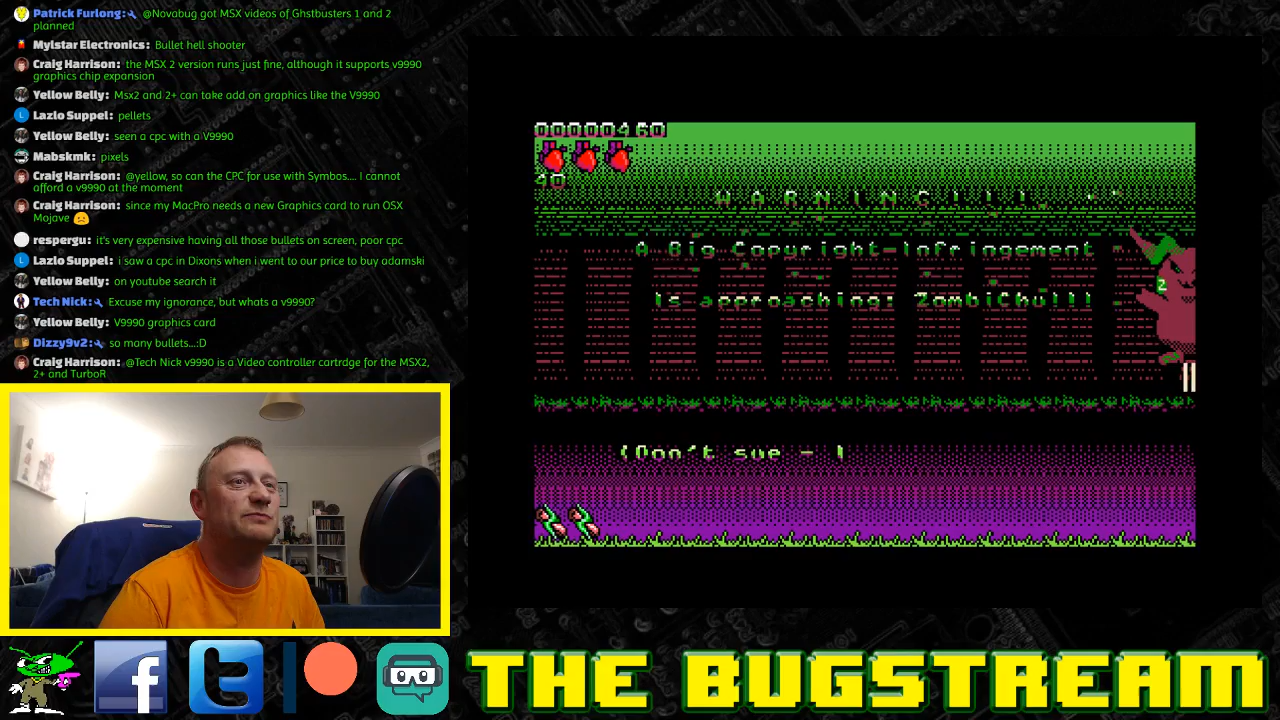 Patrick Furlong: @Novabug got MSX videos of Ghstbusters 1 and 2
planned
Mylstar Electronics: Bullet hell shooter
Craig Harrison: the MSX 2 version runs just fine, although it supports v9990
graphics chip expansion
Yellow Belly: Msx2 and 2+ can take add on graphics like the V9990
Lazlo Suppel: pellets
Yellow Belly: seen a cpc with a V9990
Mabskmk: pixels
Craig Harrison: @yellow, so can the CPC for use with Symbos.... I cannot
afford a v9990 at the moment
Craig Harrison: since my MacPro needs a new Graphics card to run OSX
Mojave
respergu: it's very expensive having all those bullets on screen, poor cpc
Lazlo Suppel: i saw a cpc in Dixons when i went to our price to buy adamski
Yellow Belly: on youtube search it
Tech Nick: Excuse my ignorance, but whats a v9990?
Yellow Belly: V9990 graphics card
Dizzy9v2: so many bullets...:D
Craig Harrison: @Tech Nick v9990 is a Video controller cartrdge for the MSX2,
2+ and TurboR
00000460
40
WARNING!!!
A Big Copyright-Infringement
is approaching: ZombiChu!!!
2
(Don't sue - )
THE BUGSTREAM